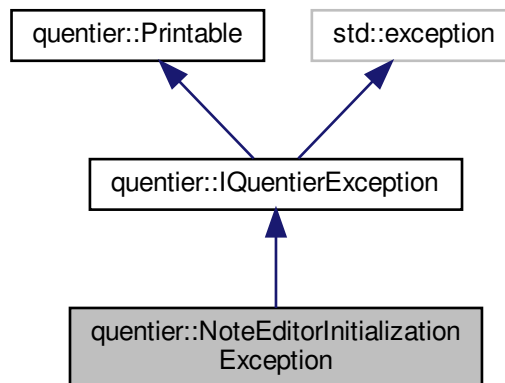 quentier::Printable
std::exception
quentier::IQuentierException
quentier::NoteEditorInitialization
Exception